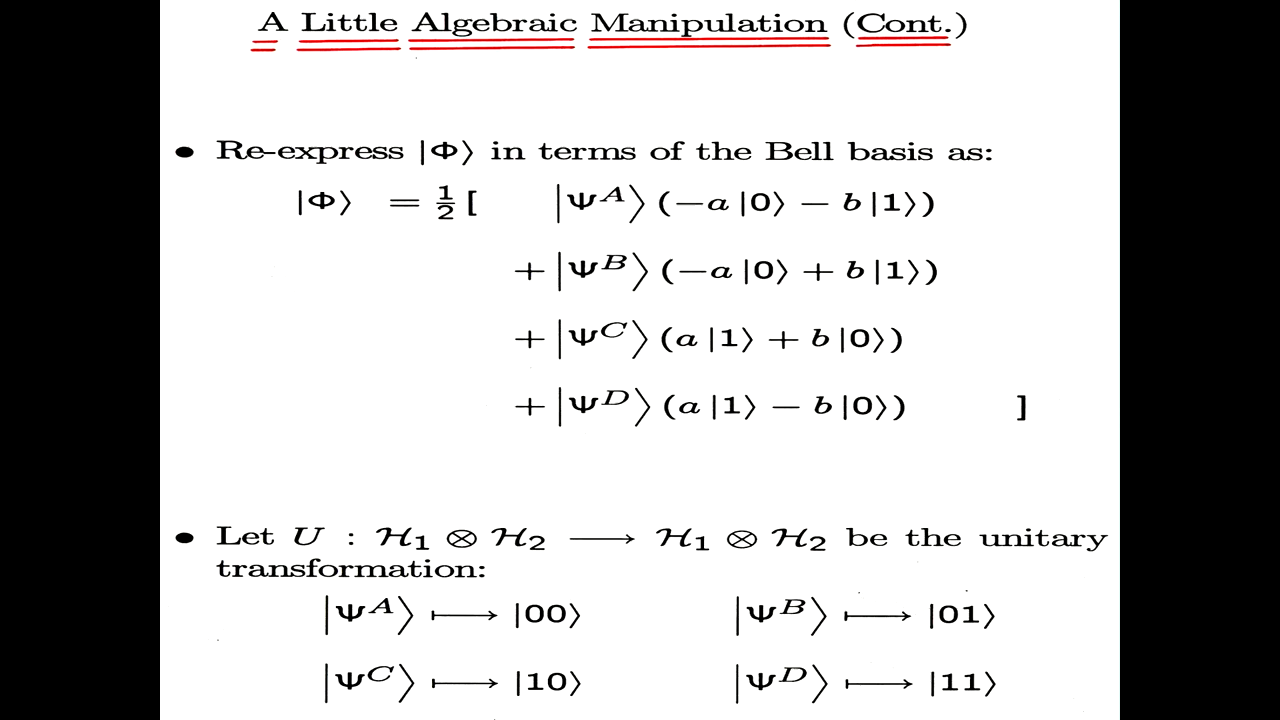 A Little Algebraic Manipulation (Cont.)
• Re-express |Φ⟩ in terms of the Bell basis as:
|Φ⟩ = 1/2 [ |Ψ^A⟩ (−a |0⟩ − b |1⟩)
+ |Ψ^B⟩ (−a |0⟩ + b |1⟩)
+ |Ψ^C⟩ (a |1⟩ + b |0⟩)
+ |Ψ^D⟩ (a |1⟩ − b |0⟩) ]
• Let U : ℋ₁ ⊗ ℋ₂ ⟶ ℋ₁ ⊗ ℋ₂ be the unitary
transformation:
|Ψ^A⟩ ⟼ |00⟩ |Ψ^B⟩ ⟼ |01⟩
|Ψ^C⟩ ⟼ |10⟩ |Ψ^D⟩ ⟼ |11⟩